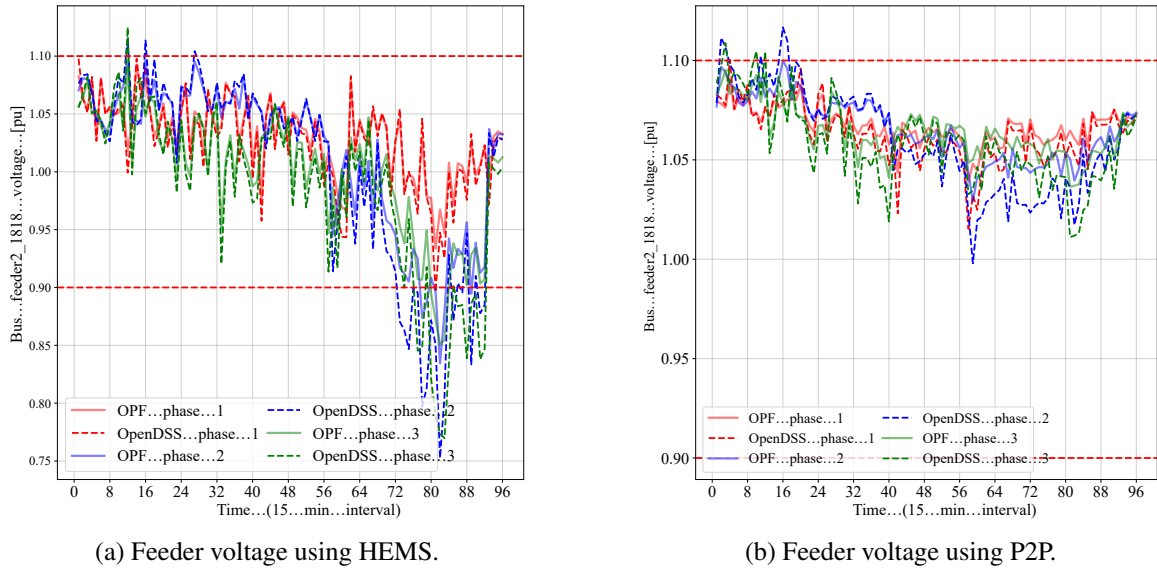 1.10
1.05
1.00
0.95
0.90
0.85
0.80
0.75
Bus…feeder2_1818…voltage…[pu]
OPF…phase…1
OpenDSS…phase…1
OPF…phase…2
OpenDSS…phase…2
OPF…phase…3
OpenDSS…phase…3
0 8 16 24 32 40 48 56 64 72 80 88 96
Time…(15…min…interval)
(a) Feeder voltage using HEMS.
1.10
1.05
1.00
0.95
0.90
Bus…feeder2_1818…voltage…[pu]
OPF…phase…1
OpenDSS…phase…1
OPF…phase…2
OpenDSS…phase…2
OPF…phase…3
OpenDSS…phase…3
0 8 16 24 32 40 48 56 64 72 80 88 96
Time…(15…min…interval)
(b) Feeder voltage using P2P.